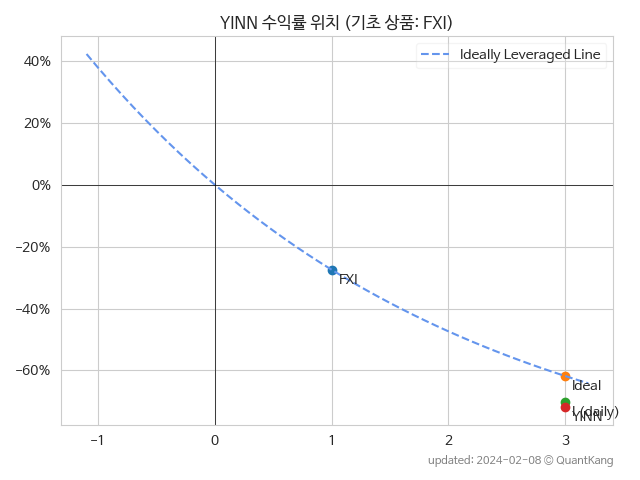 YINN 수익률 위치 (기초 상품: FXI)
Ideally Leveraged Line
40%
20%
0%
−20%
−40%
−60%
FXI
Ideal
(daily)
YINN
−1
0
1
2
3
updated: 2024-02-08 © QuantKang